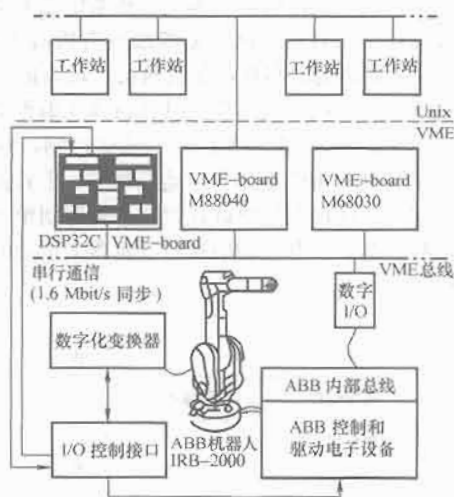 工作站
工作站
工作站
工作站
Unix
VME
VME-board
M88040
VME-board
M68030
DSP32C
VME-board
串行通信
(1.6 Mbit/s 同步)
VME总线
数字
I/O
数字化变换器
ABB 内部总线
ABB 控制和
驱动电子设备
I/O 控制接口
ABB机器人
IRB-2000